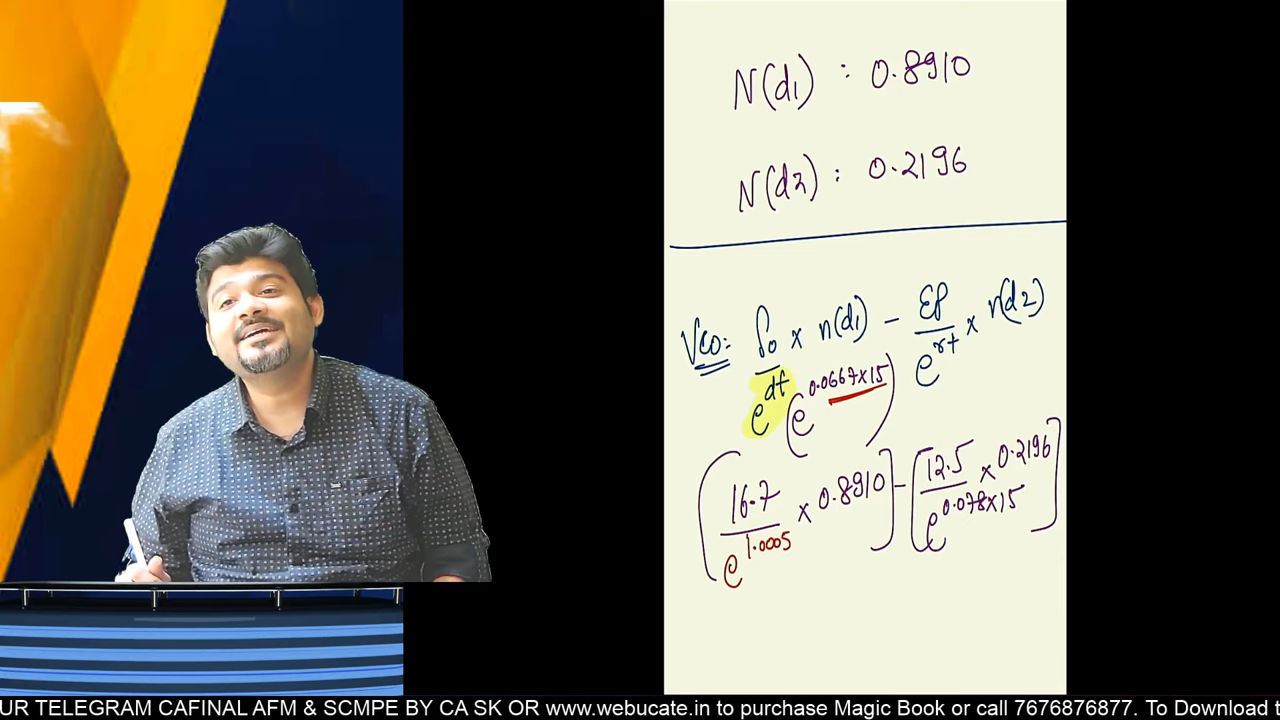 N(d1) : 0.8910
N(d2) : 0.2196
VCO: S0/e^dt x n(d1) - EP/e^rt x n(d2)
(e^0.0667x15)
(16.7/e^1.0005 x 0.8910] - [12.5/e^0.078x15 x 0.2196]
UR TELEGRAM CAFINAL AFM & SCMPE BY CA SK OR www.webucate.in to purchase Magic Book or call 7676876877. To Download t